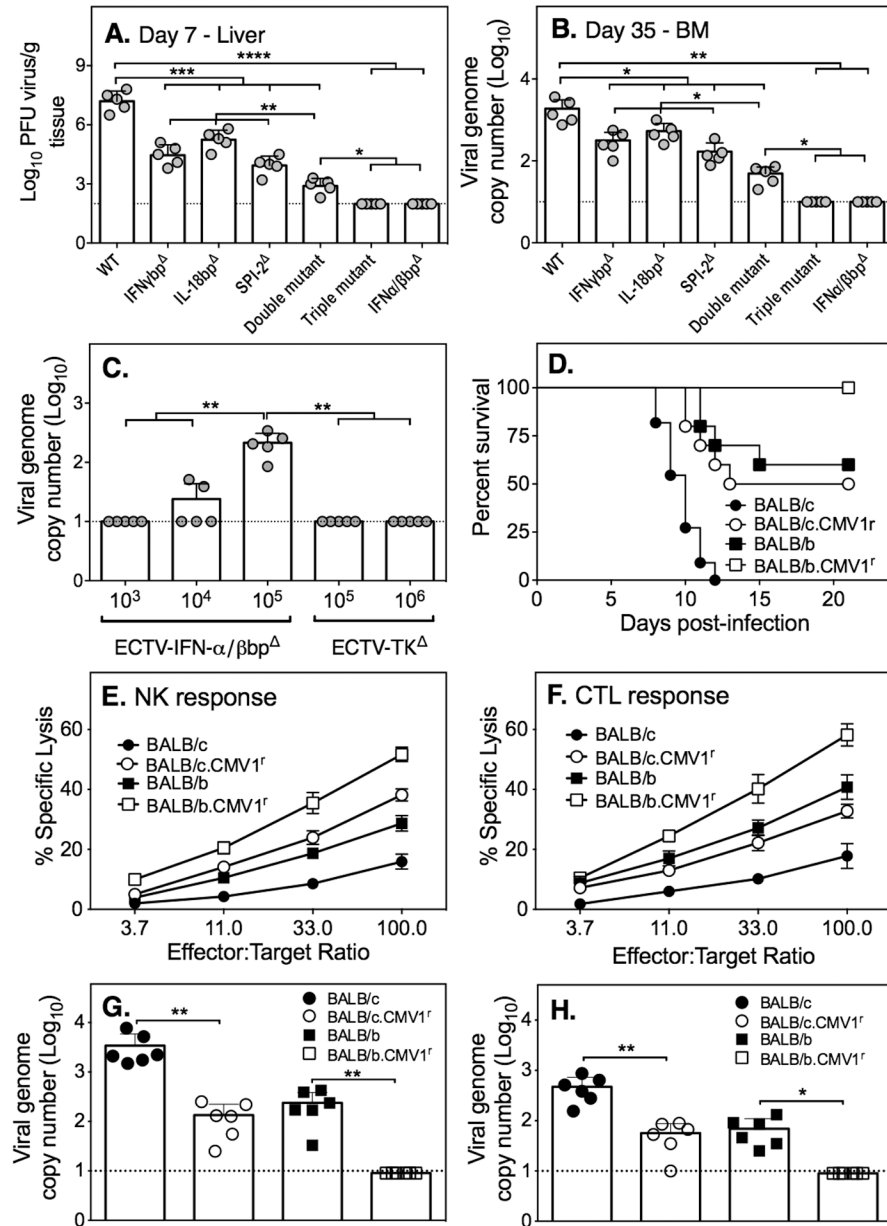 A. Day 7 - Liver
Log10 PFU virus/g
tissue
9
6
3
0
****
***
**
*
WT
IFNγbpΔ
IL-18bpΔ
SPI-2Δ
Double mutant
Triple mutant
IFNα/βbpΔ
B. Day 35 - BM
Viral genome
copy number (Log10)
4
2
0
**
*
*
*
WT
IFNγbpΔ
IL-18bpΔ
SPI-2Δ
Double mutant
Triple mutant
IFNα/βbpΔ
C.
Viral genome
copy number (Log10)
3
2
1
0
** **
10³ 10⁴ 10⁵ 10⁵ 10⁶
ECTV-IFN-α/βbpΔ ECTV-TKΔ
D.
Percent survival
100
75
50
25
0
BALB/c
BALB/c.CMV1r
BALB/b
BALB/b.CMV1ʳ
0 5 10 15 20
Days post-infection
E. NK response
% Specific Lysis
60
40
20
0
BALB/c
BALB/c.CMV1ʳ
BALB/b
BALB/b.CMV1ʳ
3.7 11.0 33.0 100.0
Effector:Target Ratio
F. CTL response
% Specific Lysis
60
40
20
0
BALB/c
BALB/c.CMV1ʳ
BALB/b
BALB/b.CMV1ʳ
3.7 11.0 33.0 100.0
Effector:Target Ratio
G.
Viral genome
copy number (Log10)
4
3
2
1
0
BALB/c
BALB/c.CMV1ʳ
BALB/b
BALB/b.CMV1ʳ
**
**
H.
Viral genome
copy number (Log10)
4
3
2
1
0
BALB/c
BALB/c.CMV1ʳ
BALB/b
BALB/b.CMV1ʳ
**
*